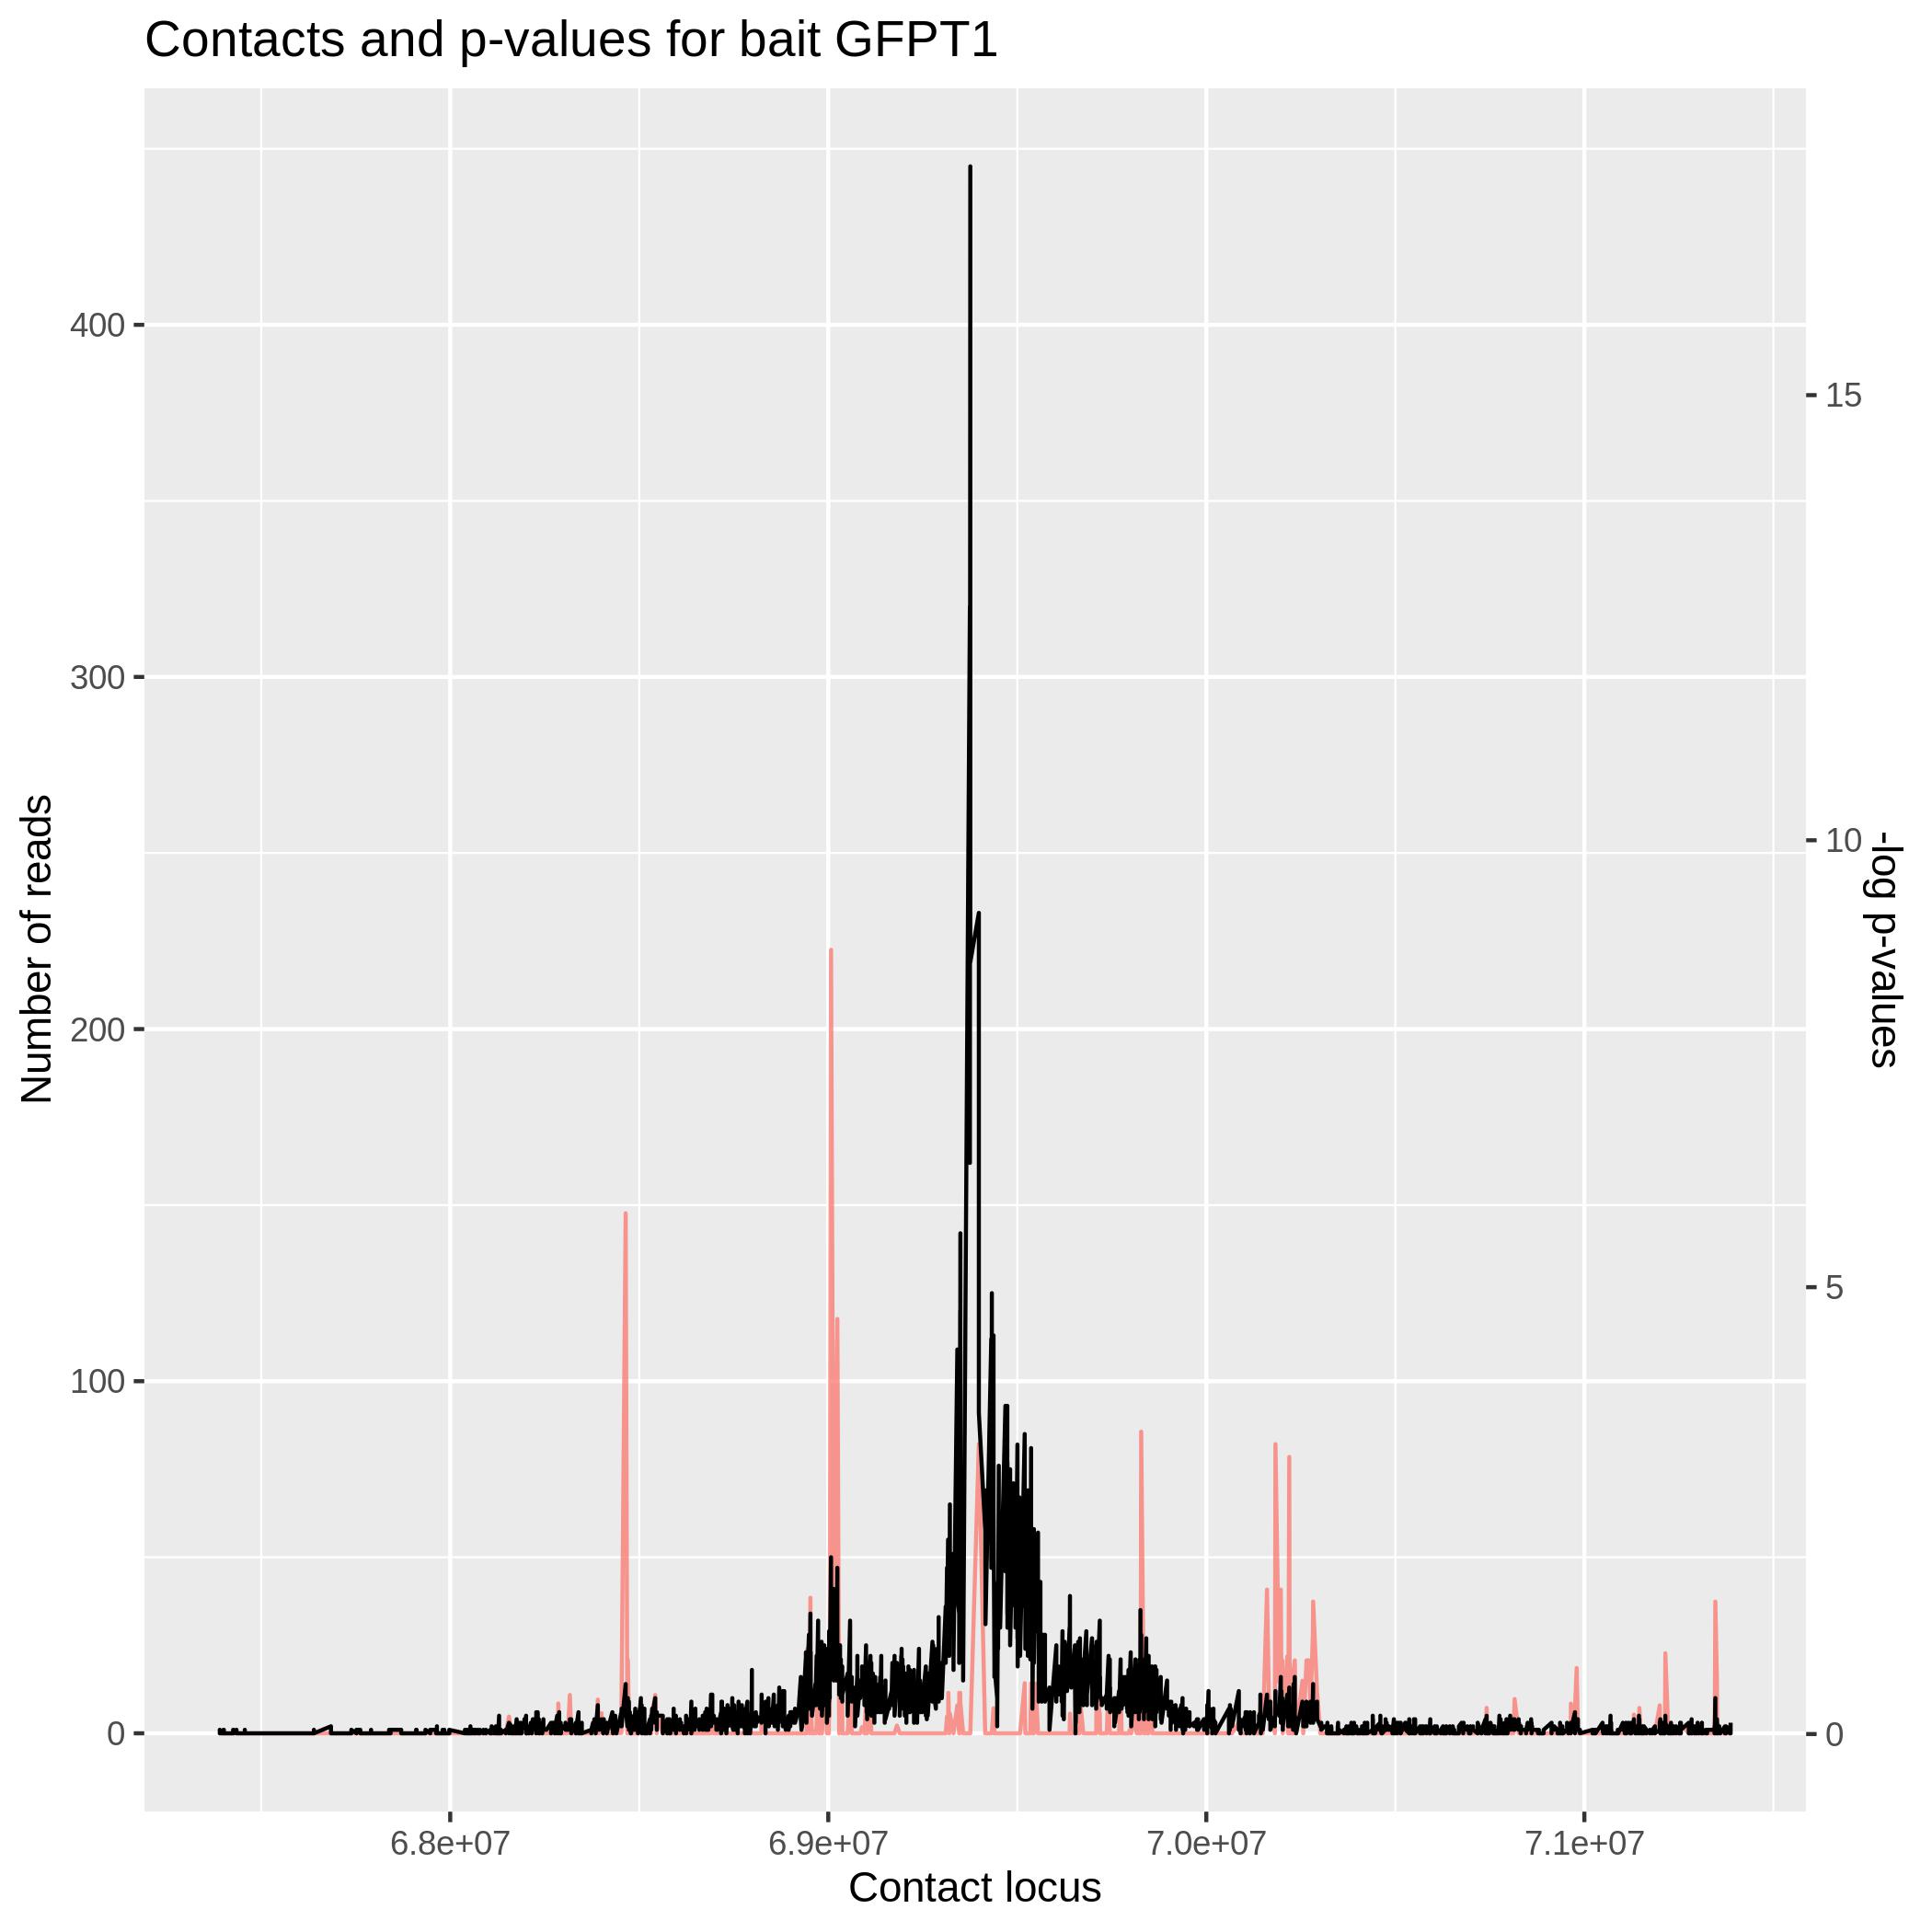 Contacts and p-values for bait GFPT1
Number of reads
400
300
200
100
0
15
10
5
0
-log p-values
6.8e+07
6.9e+07
7.0e+07
7.1e+07
Contact locus